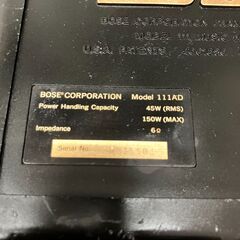 BOSE CORPORATION
U.S.A. PATENTS,
BOSE® CORPORATION Model 111AD
Power Handling Capacity 45W (RMS)
150W (MAX)
Impedance 6Ω
Serial No.